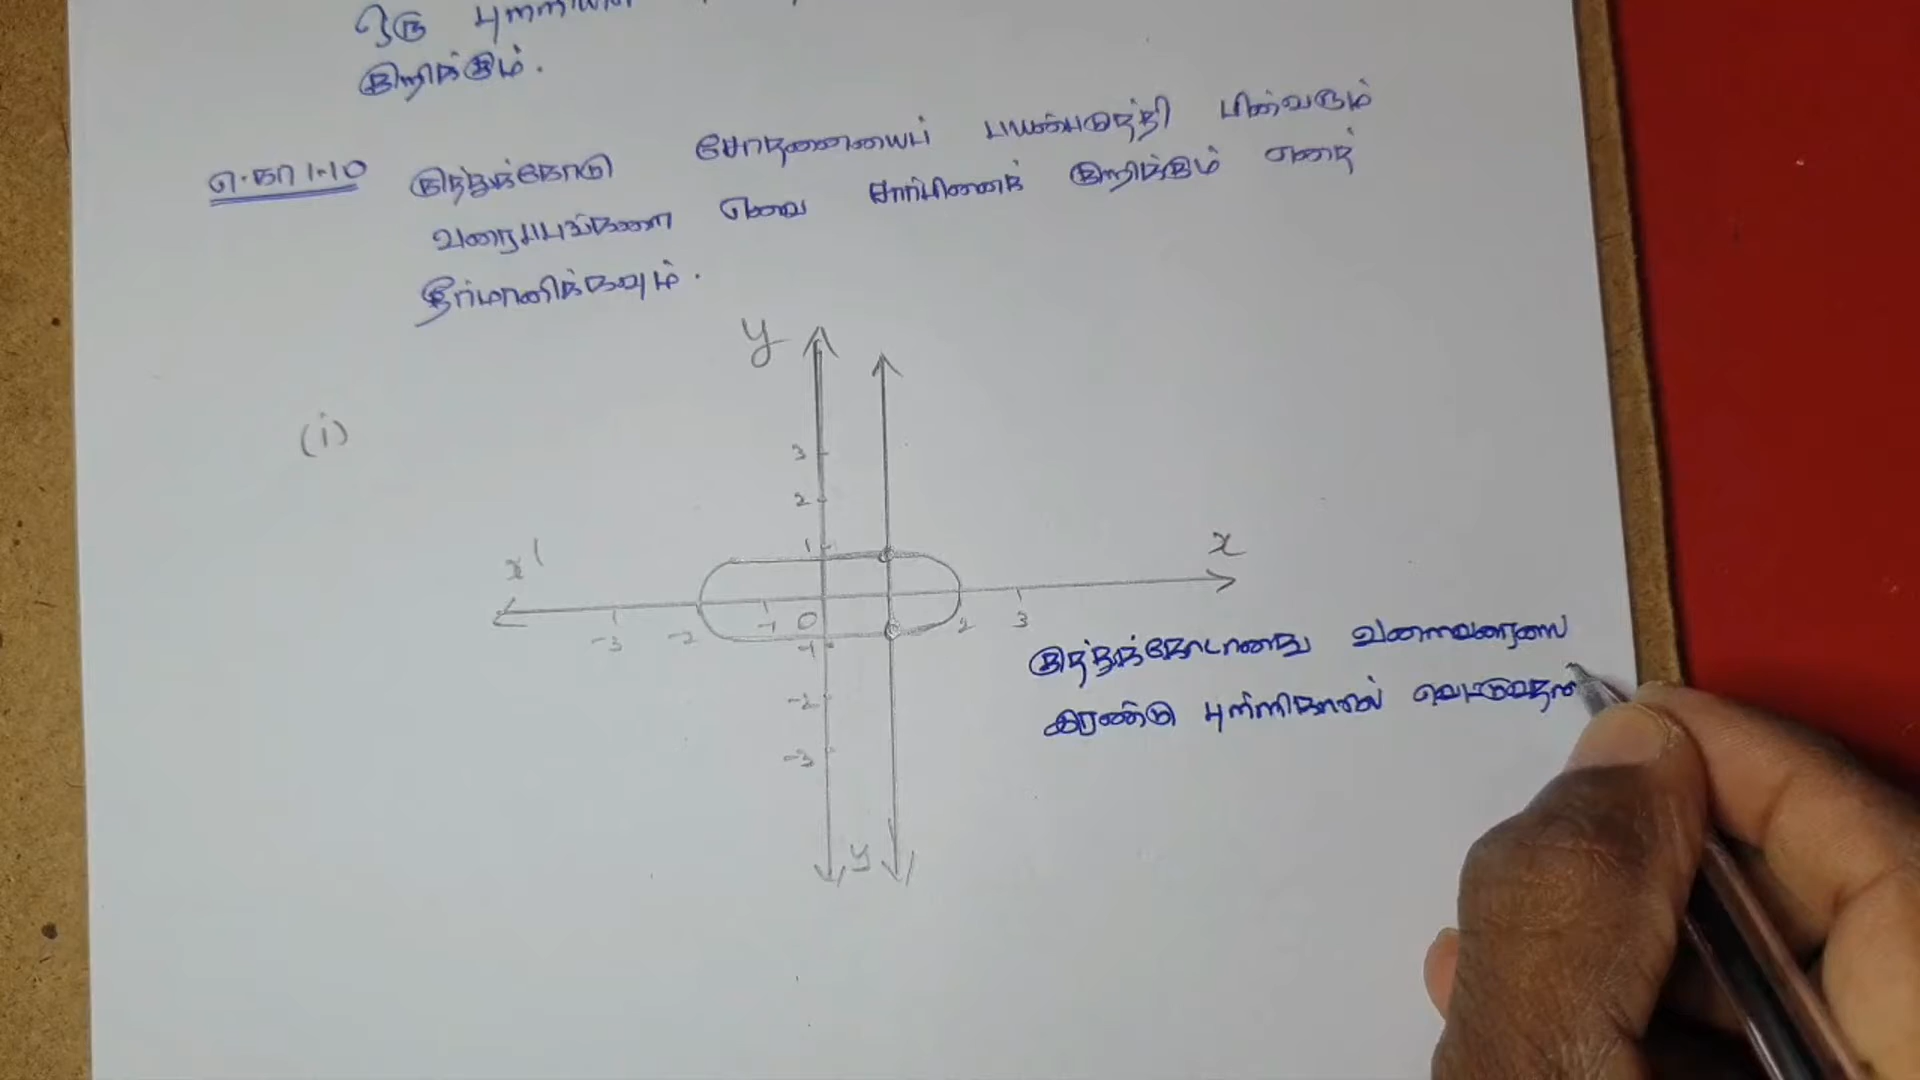 ஒரு
குறிக்கும்.
எ.கா 1.10 குத்துக்கோடு சோதனையைப் பயன்படுத்தி பின்வரும்
வரைபடங்களை எவை சார்பினைக் குறிக்கும் எனத்
தீர்மானிக்கவும்.
y
(i)
3
2
1
x' x
-3 -2 -1 0 2 3
-1
-2
-3
y'
குத்துக்கோடானது வளைவரையை
இரண்டு புள்ளிகளில்